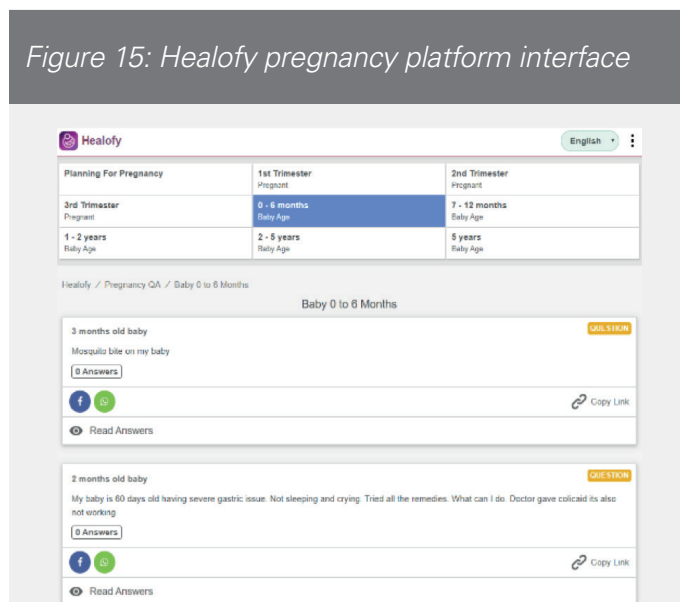 Figure 15: Healofy pregnancy platform interface
Healofy
English
Planning For Pregnancy
1st Trimester
Pregnant
2nd Trimester
Pregnant
3rd Trimester
Pregnant
0 - 6 months
Baby Age
7 - 12 months
Baby Age
1 - 2 years
Baby Age
2 - 5 years
Baby Age
5 years
Baby Age
Healofy / Pregnancy QA / Baby 0 to 6 Months
Baby 0 to 6 Months
3 months old baby
QUESTION
Mosquito bite on my baby
0 Answers
Copy Link
Read Answers
2 months old baby
QUESTION
My baby is 60 days old having severe gastric issue. Not sleeping and crying. Tried all the remedies. What can I do. Doctor gave colicaid its also
not working
0 Answers
Copy Link
Read Answers